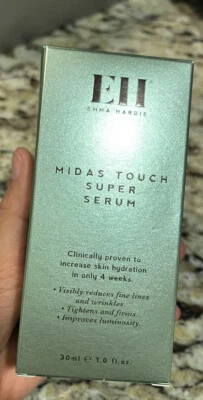 EH
EMMA HARDIE
MIDAS TOUCH
SUPER
SERUM
Clinically proven to
increase skin hydration
in only 4 weeks.
• Visibly reduces fine lines
and wrinkles.
• Tightens and firms.
• Improves luminosity.
30ml ℮ 1.0 fl.oz.